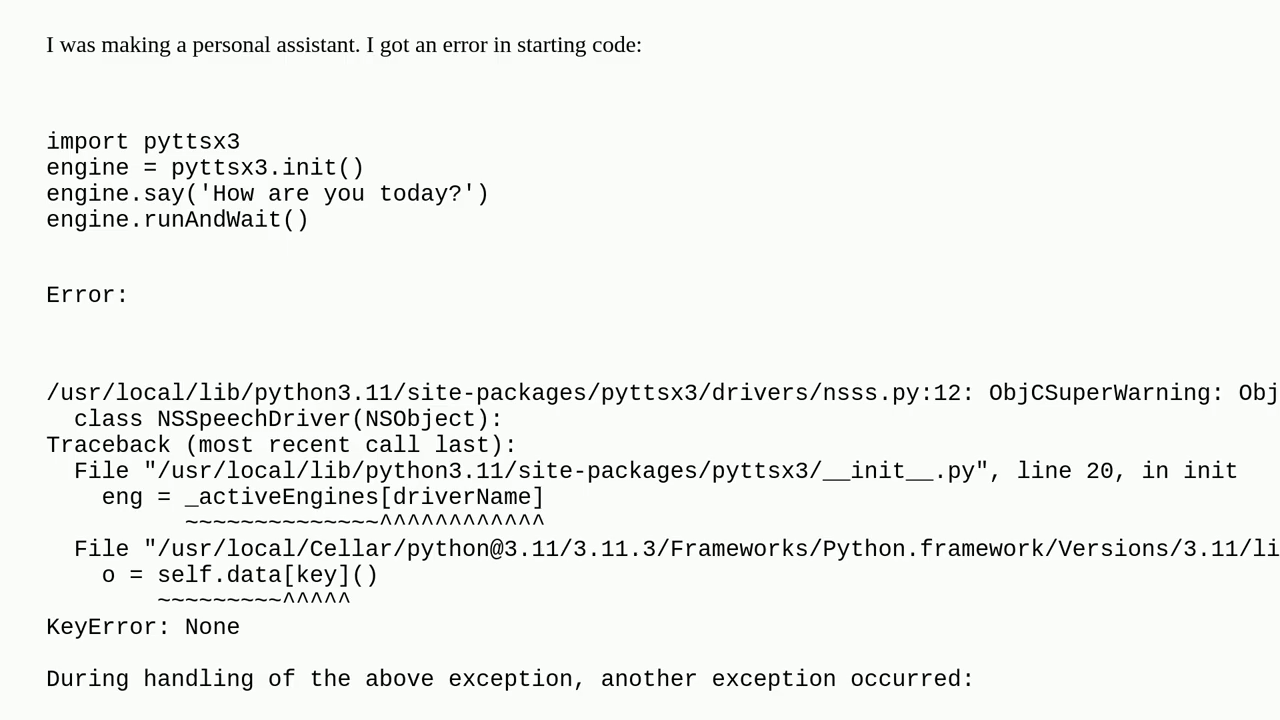 I was making a personal assistant. I got an error in starting code:
import pyttsx3
engine = pyttsx3.init()
engine.say('How are you today?')
engine.runAndWait()
Error:
/usr/local/lib/python3.11/site-packages/pyttsx3/drivers/nsss.py:12: ObjCSuperWarning: Obj
  class NSSpeechDriver(NSObject):
Traceback (most recent call last):
  File "/usr/local/lib/python3.11/site-packages/pyttsx3/__init__.py", line 20, in init
    eng = _activeEngines[driverName]
          ~~~~~~~~~~~~~~^^^^^^^^^^^^
  File "/usr/local/Cellar/python@3.11/3.11.3/Frameworks/Python.framework/Versions/3.11/li
    o = self.data[key]()
        ~~~~~~~~~^^^^^
KeyError: None
During handling of the above exception, another exception occurred: